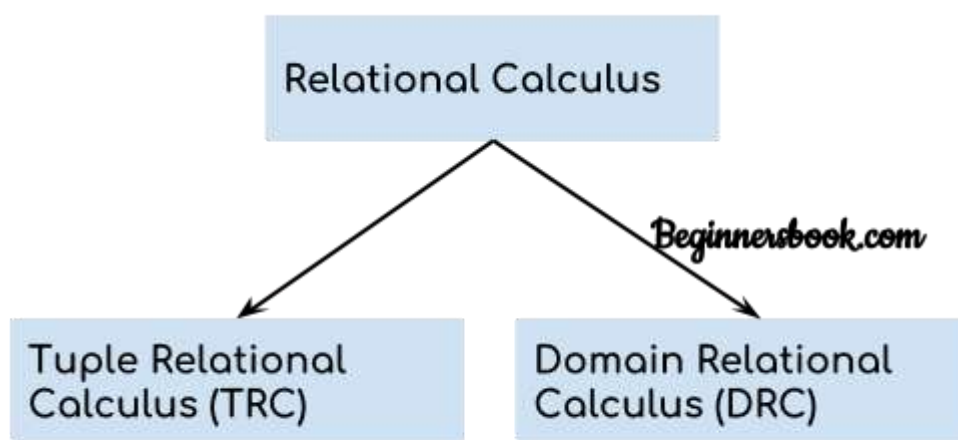 Relational Calculus
Beginnersbook.com
Tuple Relational
Calculus (TRC)
Domain Relational
Calculus (DRC)